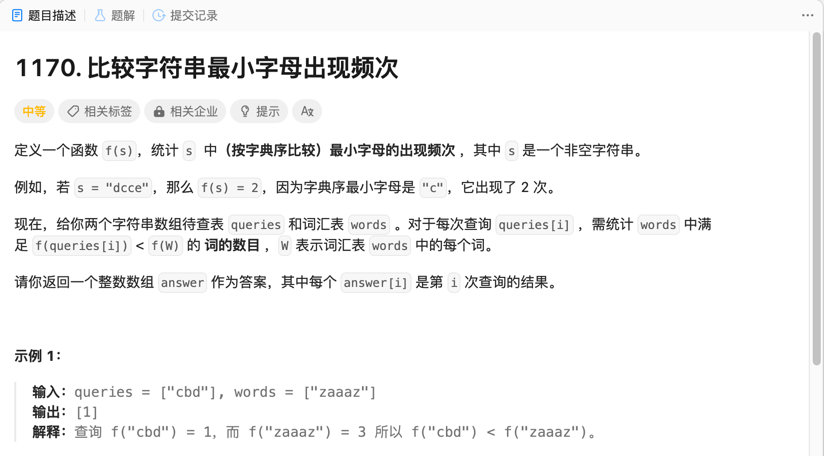 题目描述 题解 提交记录
1170. 比较字符串最小字母出现频次
中等 相关标签 相关企业 提示
定义一个函数 f(s)，统计 s 中（按字典序比较）最小字母的出现频次 ，其中 s 是一个非空字符串。
例如，若 s = "dcce"，那么 f(s) = 2，因为字典序最小字母是 "c"，它出现了 2 次。
现在，给你两个字符串数组待查表 queries 和词汇表 words 。对于每次查询 queries[i] ，需统计 words 中满
足 f(queries[i]) < f(W) 的 词的数目 ，W 表示词汇表 words 中的每个词。
请你返回一个整数数组 answer 作为答案，其中每个 answer[i] 是第 i 次查询的结果。
示例 1：
输入：queries = ["cbd"], words = ["zaaaz"]
输出：[1]
解释：查询 f("cbd") = 1，而 f("zaaaz") = 3 所以 f("cbd") < f("zaaaz")。